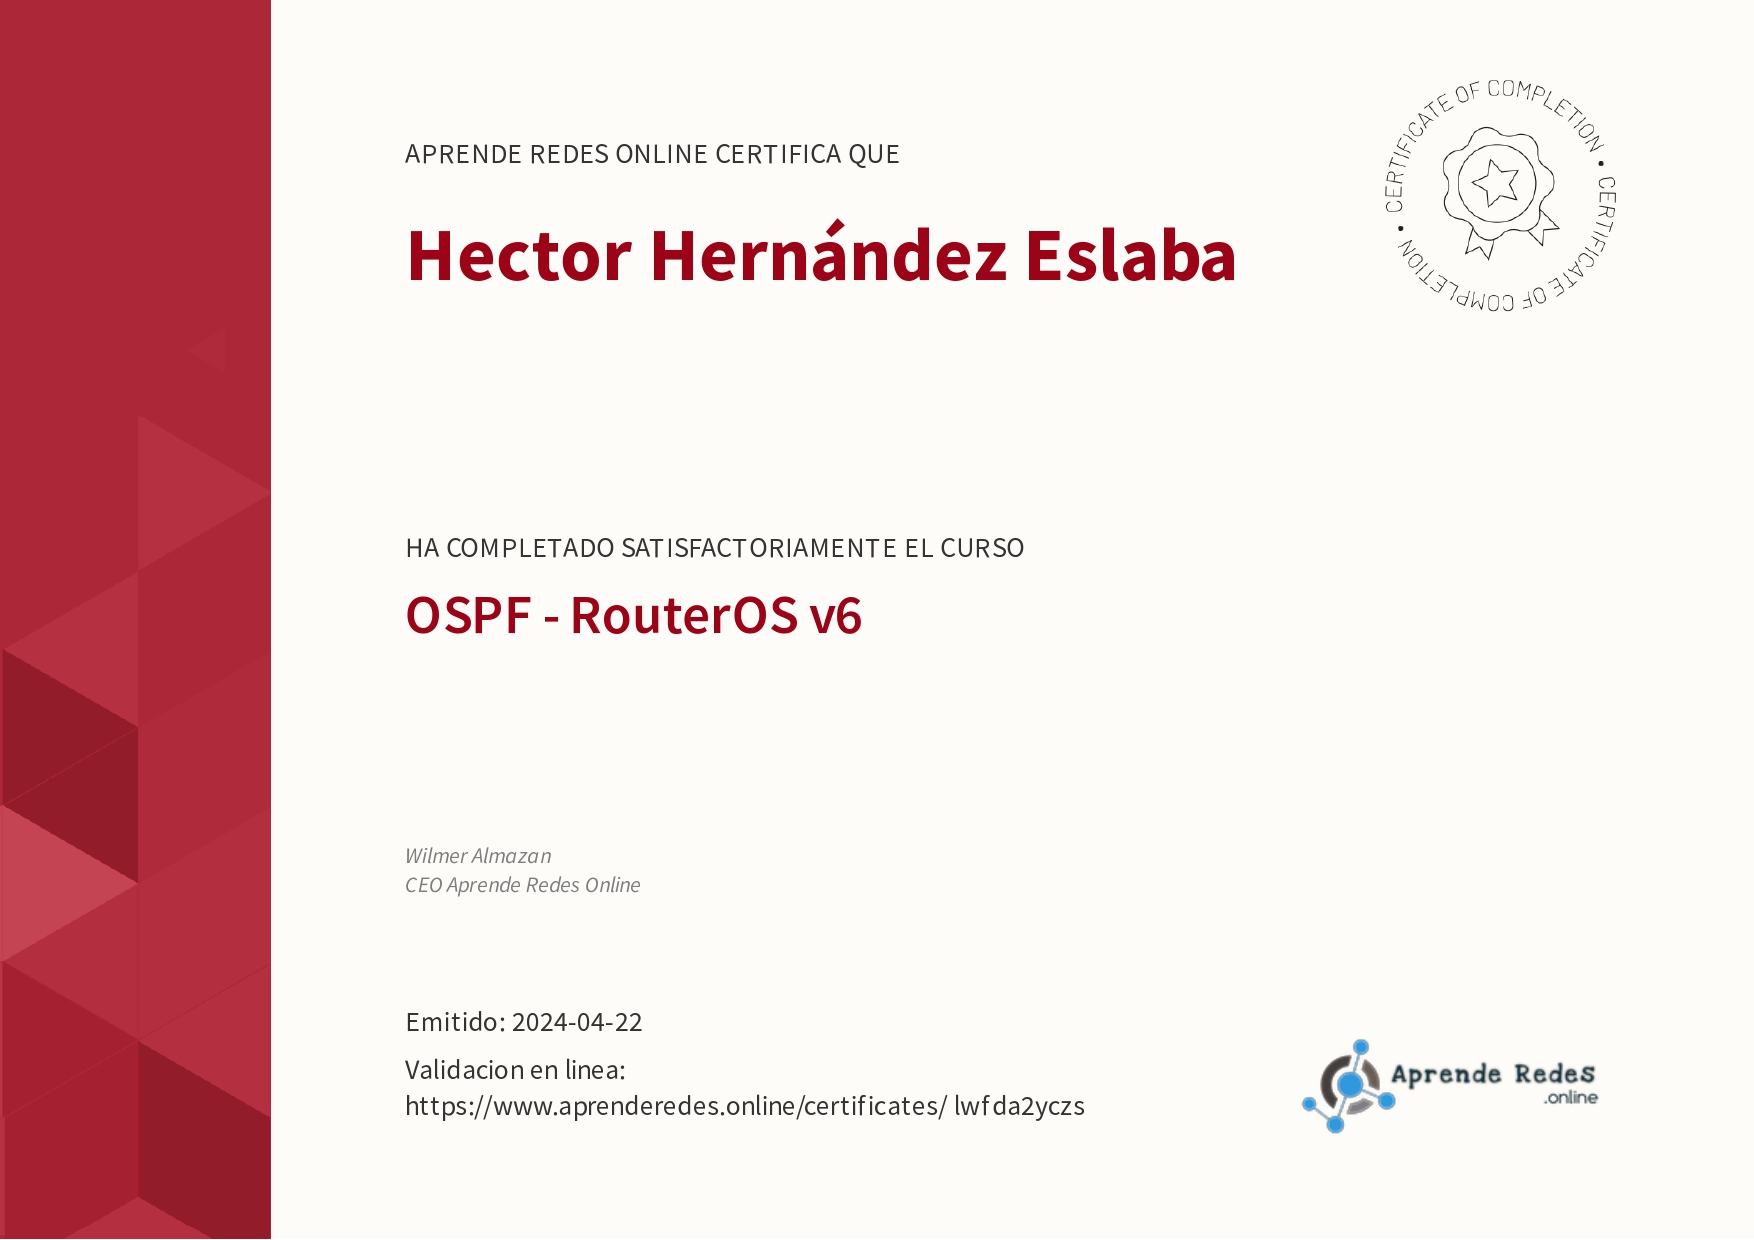 APRENDE REDES ONLINE CERTIFICA QUE
Hector Hernández Eslaba
CERTIFICATE OF COMPLETION • CERTIFICATE OF COMPLETION •
HA COMPLETADO SATISFACTORIAMENTE EL CURSO
OSPF - RouterOS v6
Wilmer Almazan
CEO Aprende Redes Online
Emitido: 2024-04-22
Validacion en linea:
https://www.aprenderedes.online/certificates/ lwfda2yczs
Aprende Redes
.online